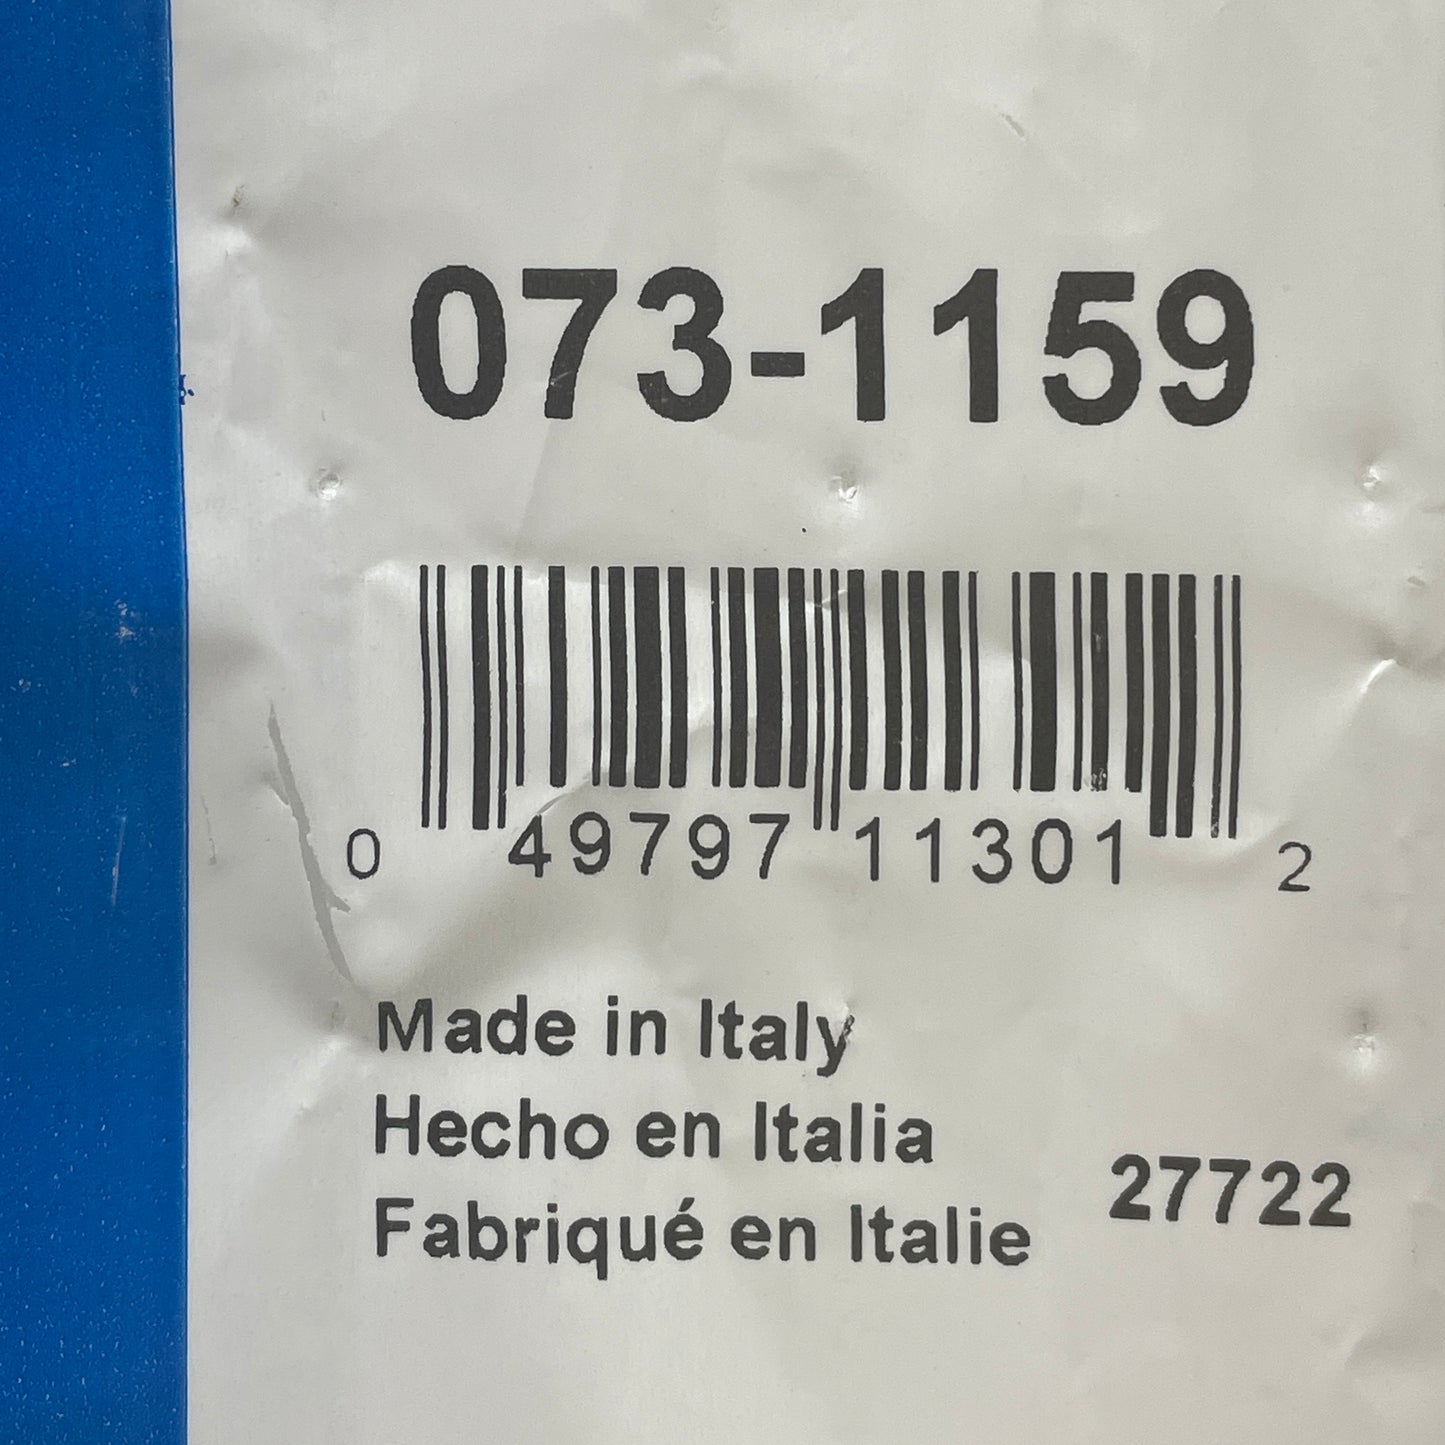 073-1159
0 49797 11301 2
Made in Italy
Hecho en Italia
Fabriqué en Italie
27722